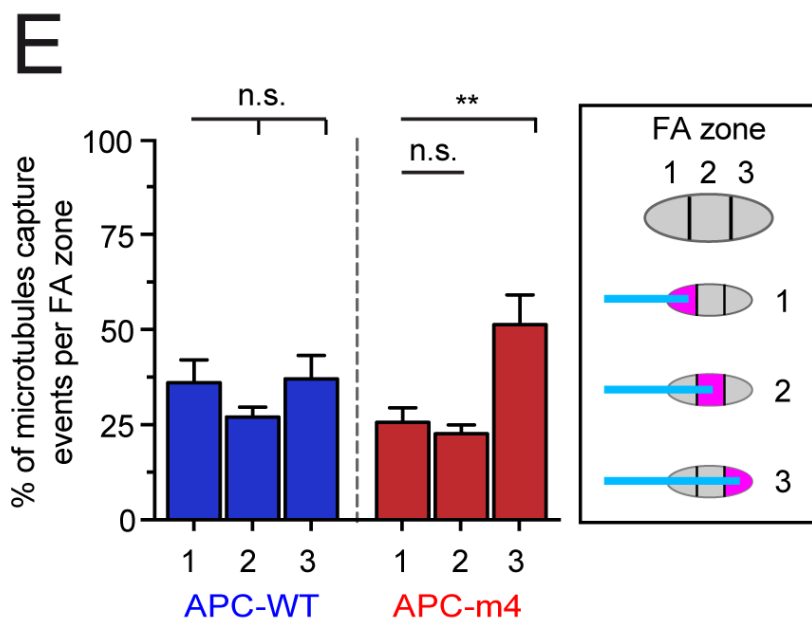 E
n.s.
**
n.s.
100
75
50
25
0
% of microtubules capture
events per FA zone
1 2 3
1 2 3
APC-WT
APC-m4
FA zone
1 2 3
1
2
3